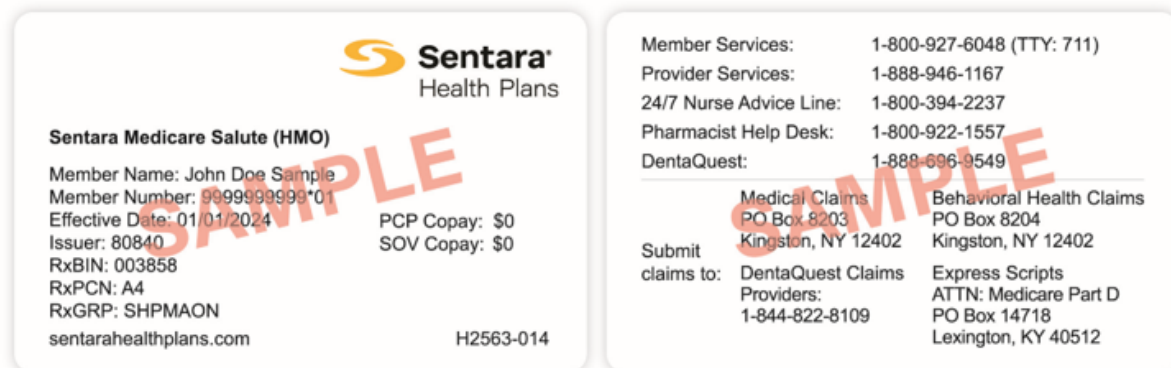 Sentara
Health Plans
Sentara Medicare Salute (HMO)
Member Name: John Doe Sample
Member Number: 9999999999*01
Effective Date: 01/01/2024
PCP Copay: $0
Issuer: 80840
SOV Copay: $0
RxBIN: 003858
RxPCN: A4
RxGRP: SHPMAON
sentarahealthplans.com
H2563-014
SAMPLE
Member Services: 1-800-927-6048 (TTY: 711)
Provider Services: 1-888-946-1167
24/7 Nurse Advice Line: 1-800-394-2237
Pharmacist Help Desk: 1-800-922-1557
DentaQuest: 1-888-696-9549
Submit
claims to:
Medical Claims
PO Box 8203
Kingston, NY 12402
Behavioral Health Claims
PO Box 8204
Kingston, NY 12402
DentaQuest Claims
Providers:
1-844-822-8109
Express Scripts
ATTN: Medicare Part D
PO Box 14718
Lexington, KY 40512
SAMPLE